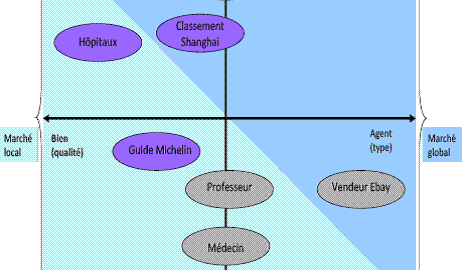 Classement
Shanghai
Hôpitaux
Marché
local
Bien
(qualité)
Agent
(type)
Marché
global
Guide Michelin
Professeur
Vendeur Ebay
Médecin